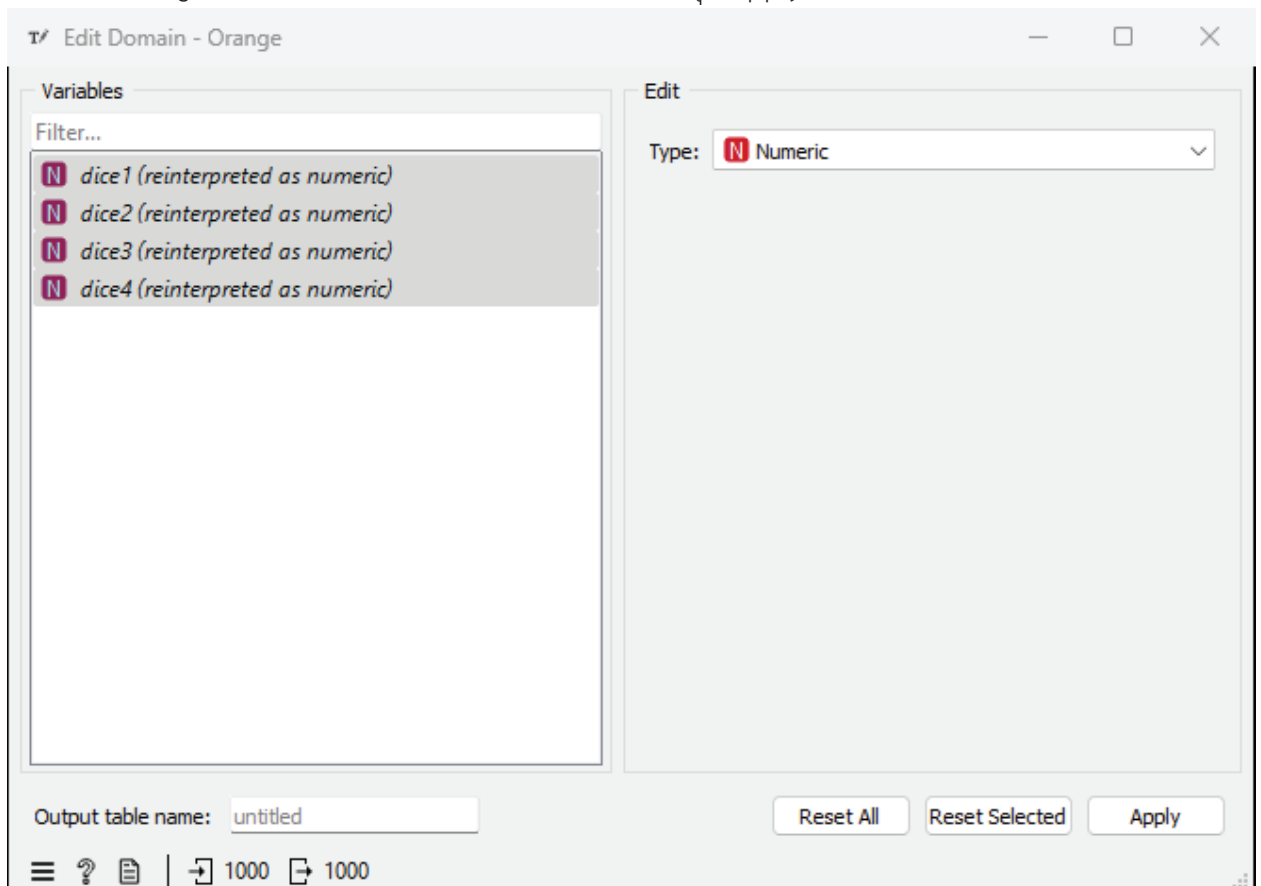 Edit Domain - Orange
Variables
Filter...
N dice1 (reinterpreted as numeric)
N dice2 (reinterpreted as numeric)
N dice3 (reinterpreted as numeric)
N dice4 (reinterpreted as numeric)
Edit
Type: N Numeric
Output table name: untitled
Reset All Reset Selected Apply
1000 1000